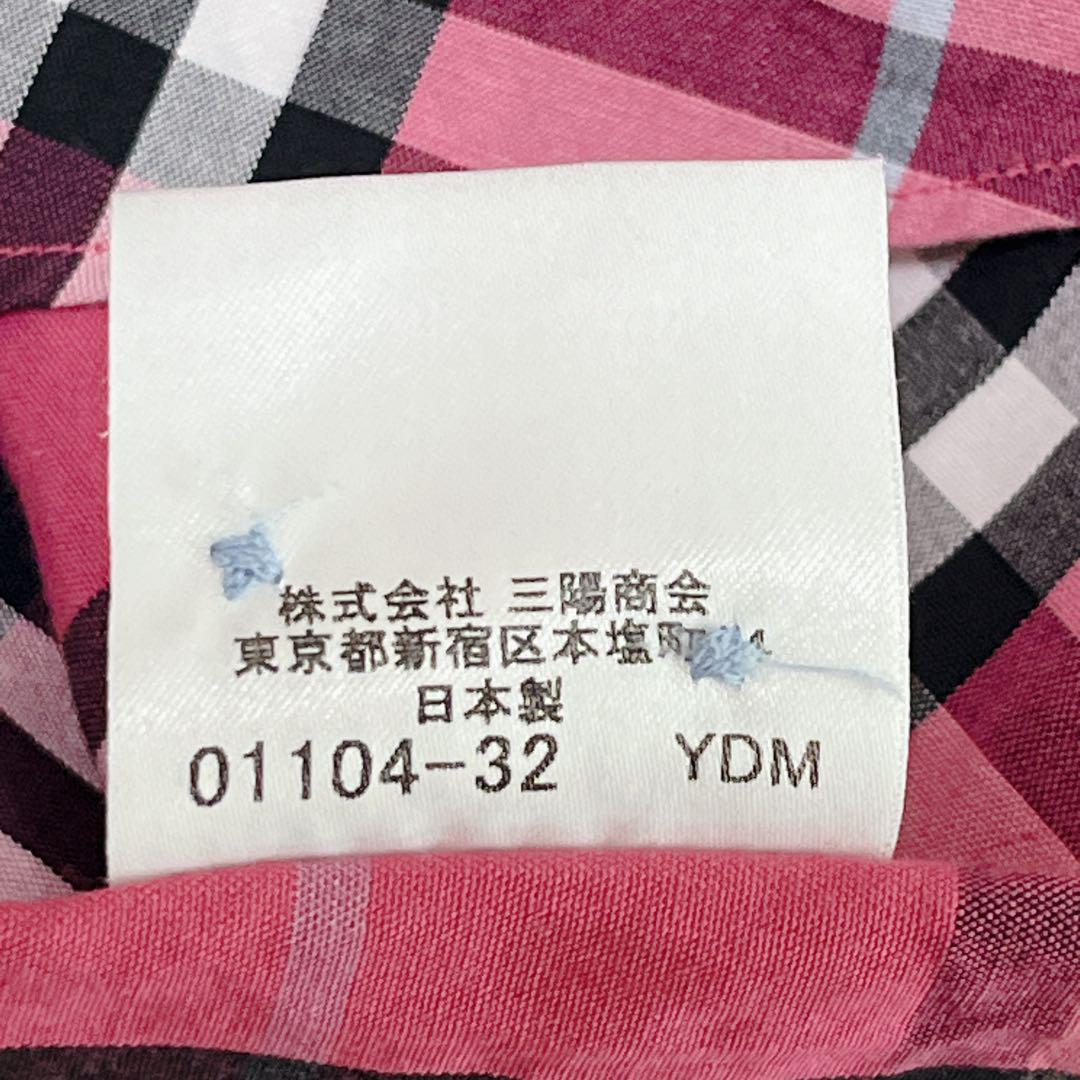 株式会社 三陽商会
東京都新宿区本塩町
日本製
01104-32 YDM